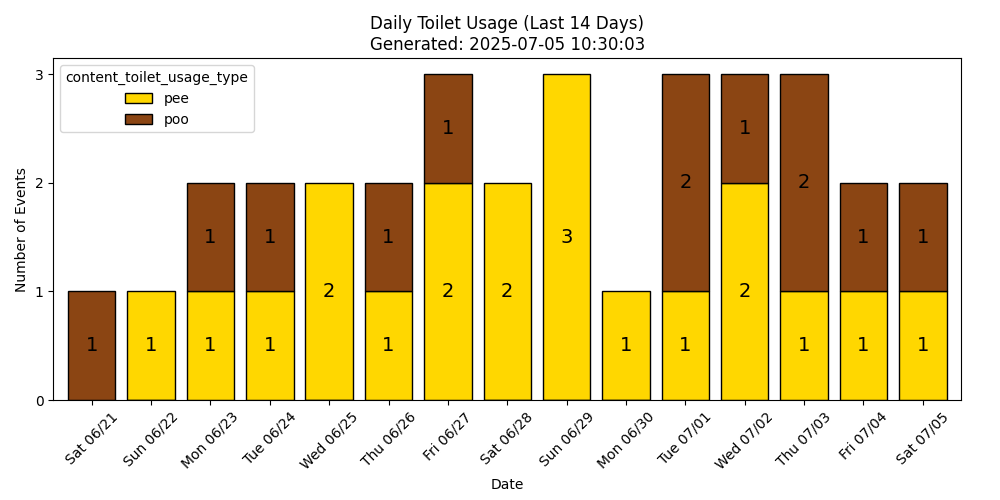 Daily Toilet Usage (Last 14 Days)
Generated: 2025-07-05 10:30:03
content_toilet_usage_type
pee
poo
Number of Events
3
2
1
0
1
1
1
1
1
1
2
1
1
2
1
2
3
1
1
2
2
1
1
2
1
1
1
1
Sat 06/21
Sun 06/22
Mon 06/23
Tue 06/24
Wed 06/25
Thu 06/26
Fri 06/27
Sat 06/28
Sun 06/29
Mon 06/30
Tue 07/01
Wed 07/02
Thu 07/03
Fri 07/04
Sat 07/05
Date